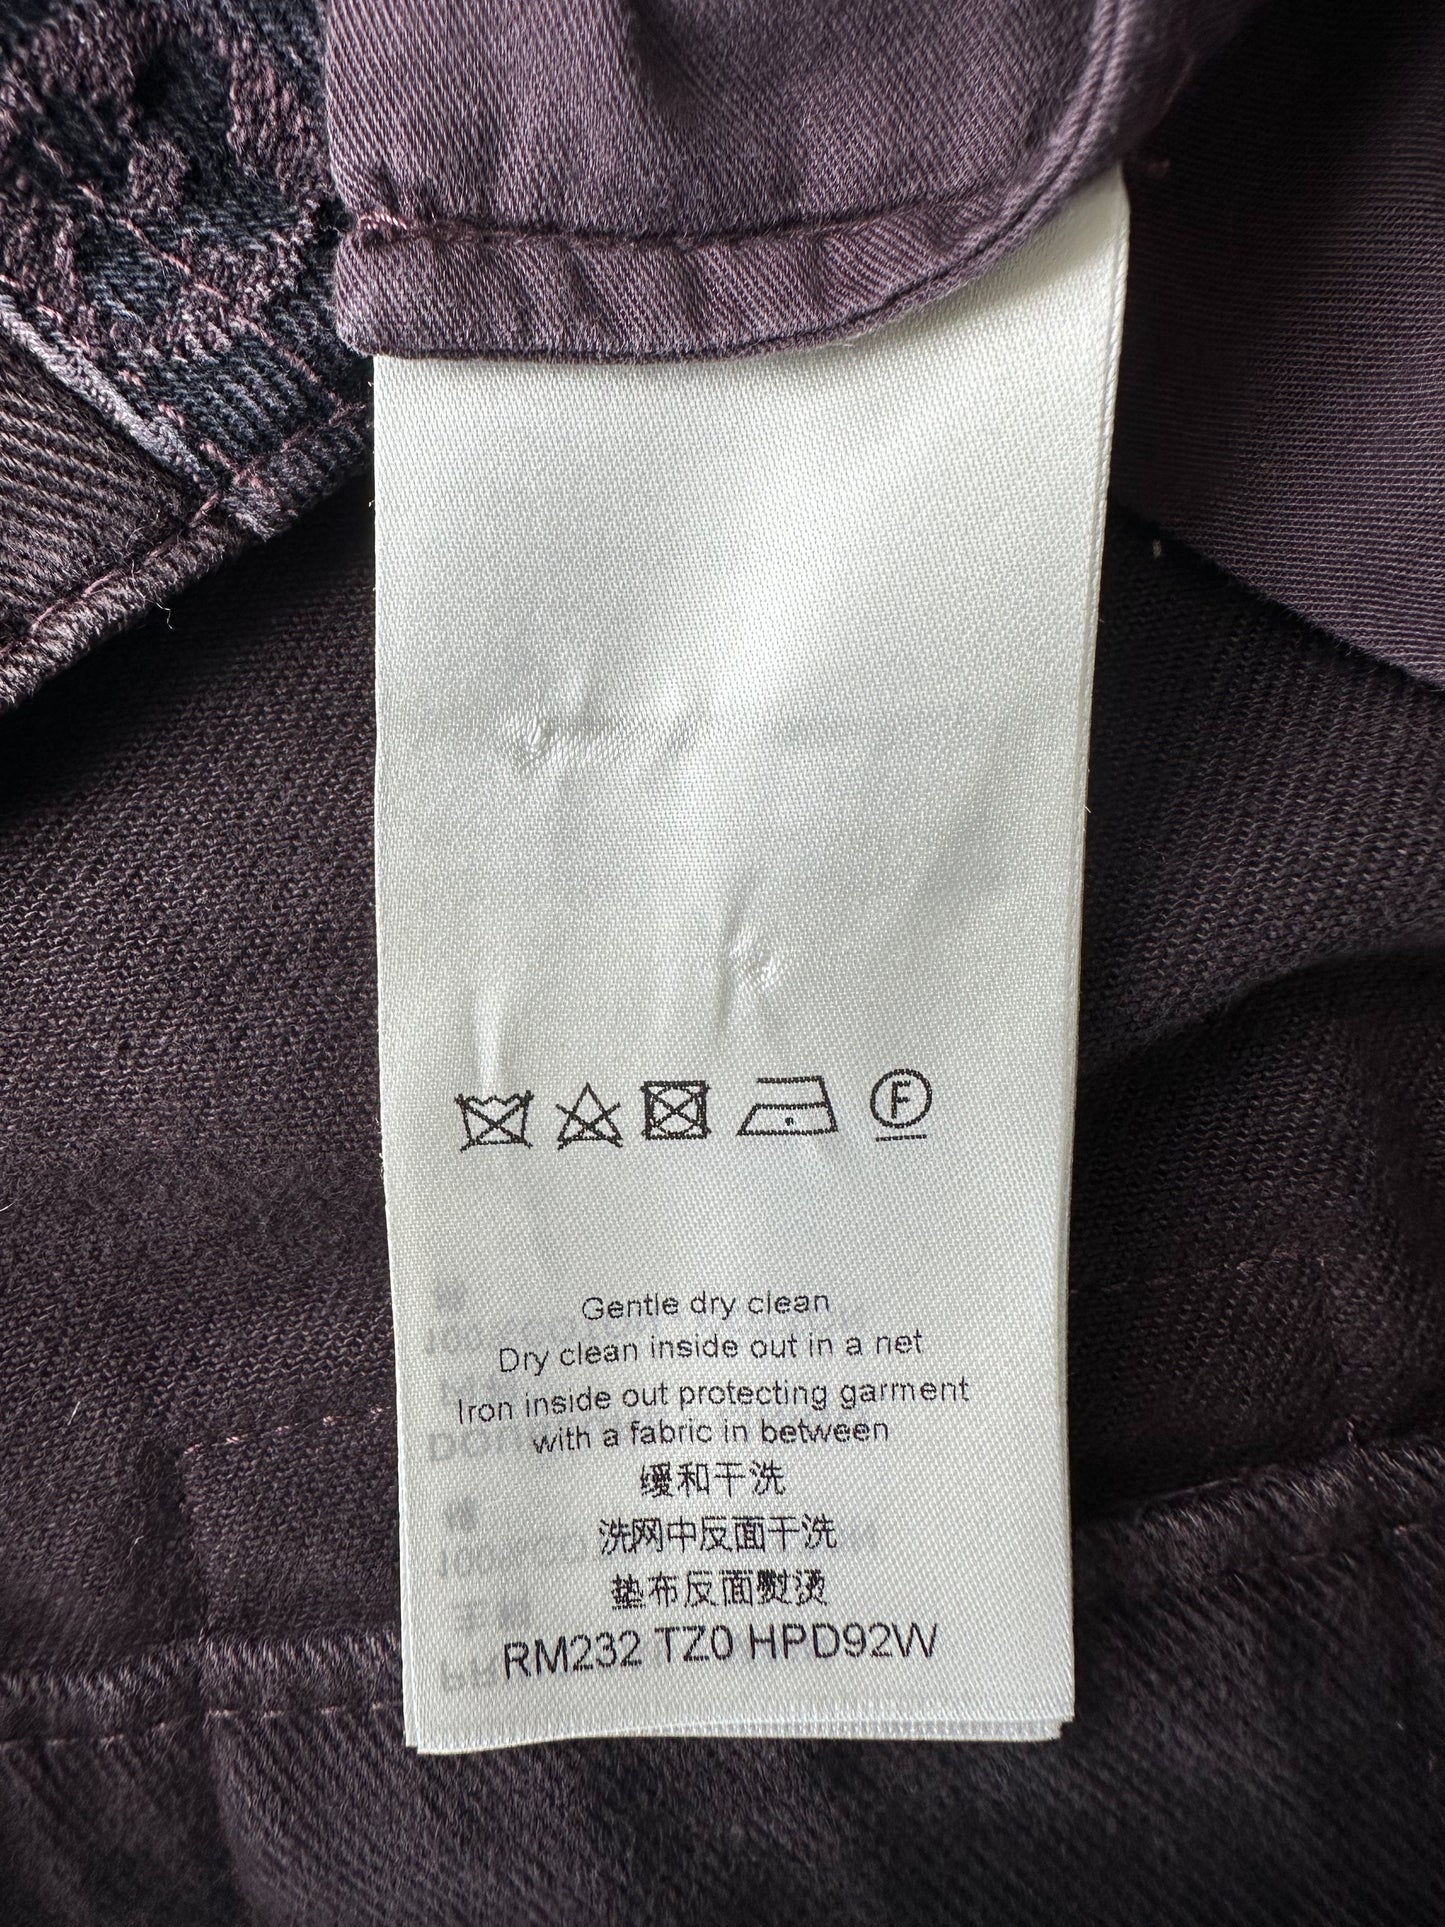 F
Gentle dry clean
Dry clean inside out in a net
Iron inside out protecting garment
with a fabric in between
缓和干洗
洗网中反面干洗
垫布反面熨烫
RM232 TZ0 HPD92W